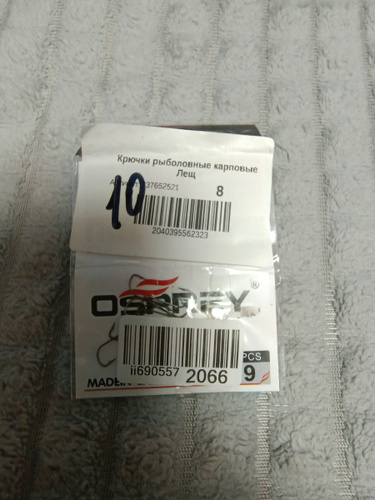 Крючки рыболовные карповые
Лещ
8
10
2040395562323
OSPREY
®
ii690557 2066
PCS
9
MADE